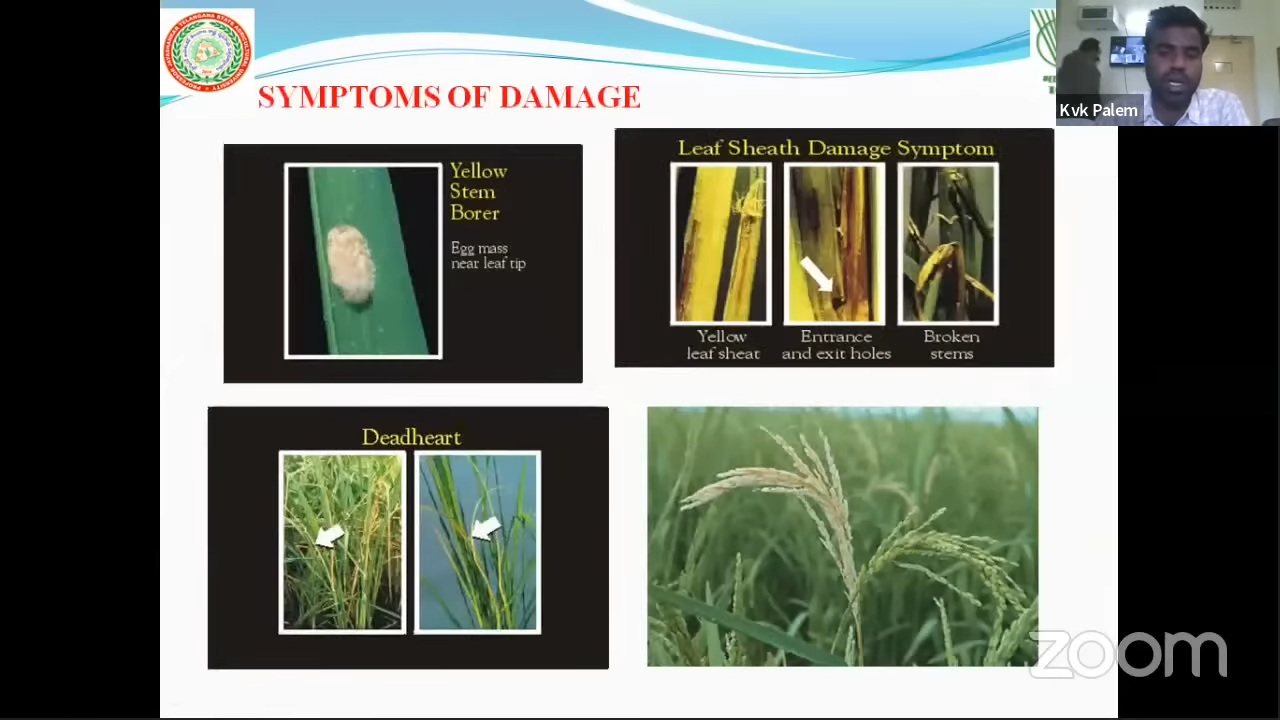 SYMPTOMS OF DAMAGE
Kvk Palem
Yellow
Stem
Borer
Egg mass
near leaf tip
Leaf Sheath Damage Symptom
Yellow
leaf sheat
Entrance
and exit holes
Broken
stems
Deadheart
zoom